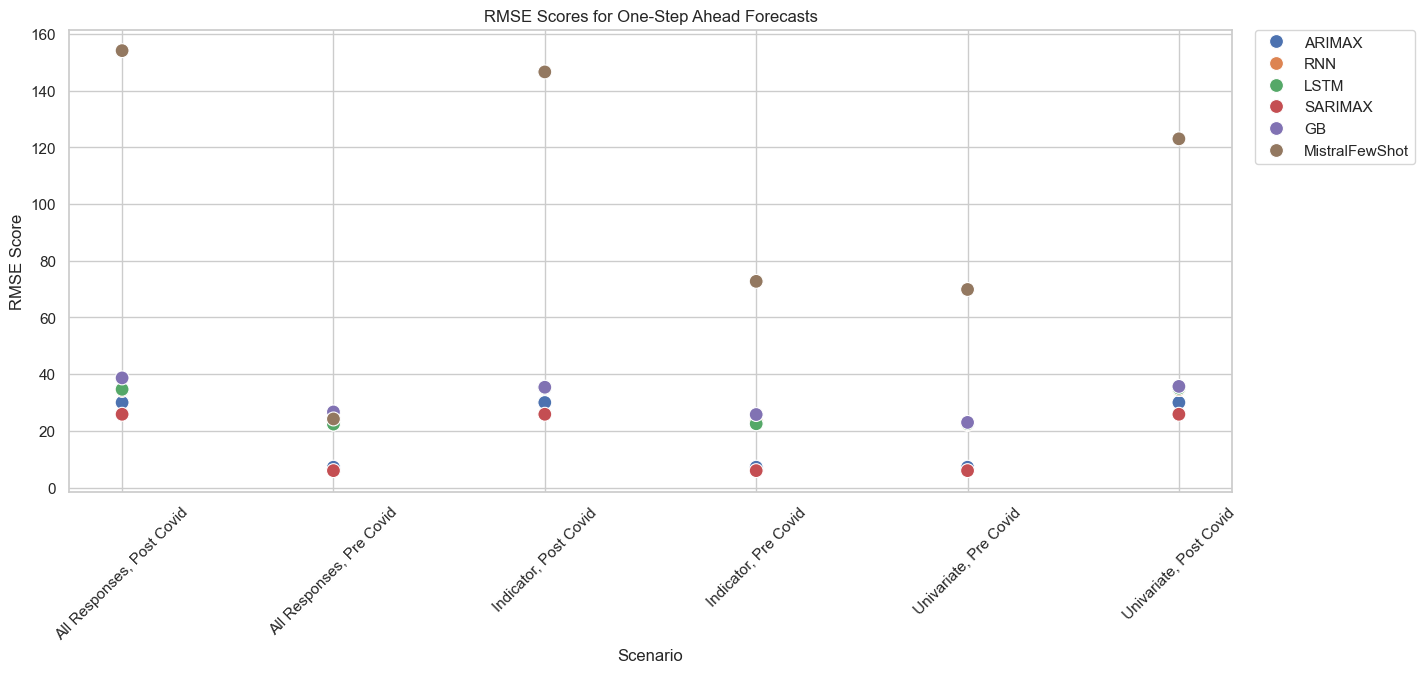 RMSE Scores for One-Step Ahead Forecasts
RMSE Score
160
140
120
100
80
60
40
20
0
All Responses, Post Covid
All Responses, Pre Covid
Indicator, Post Covid
Indicator, Pre Covid
Univariate, Pre Covid
Univariate, Post Covid
Scenario
ARIMAX
RNN
LSTM
SARIMAX
GB
MistralFewShot